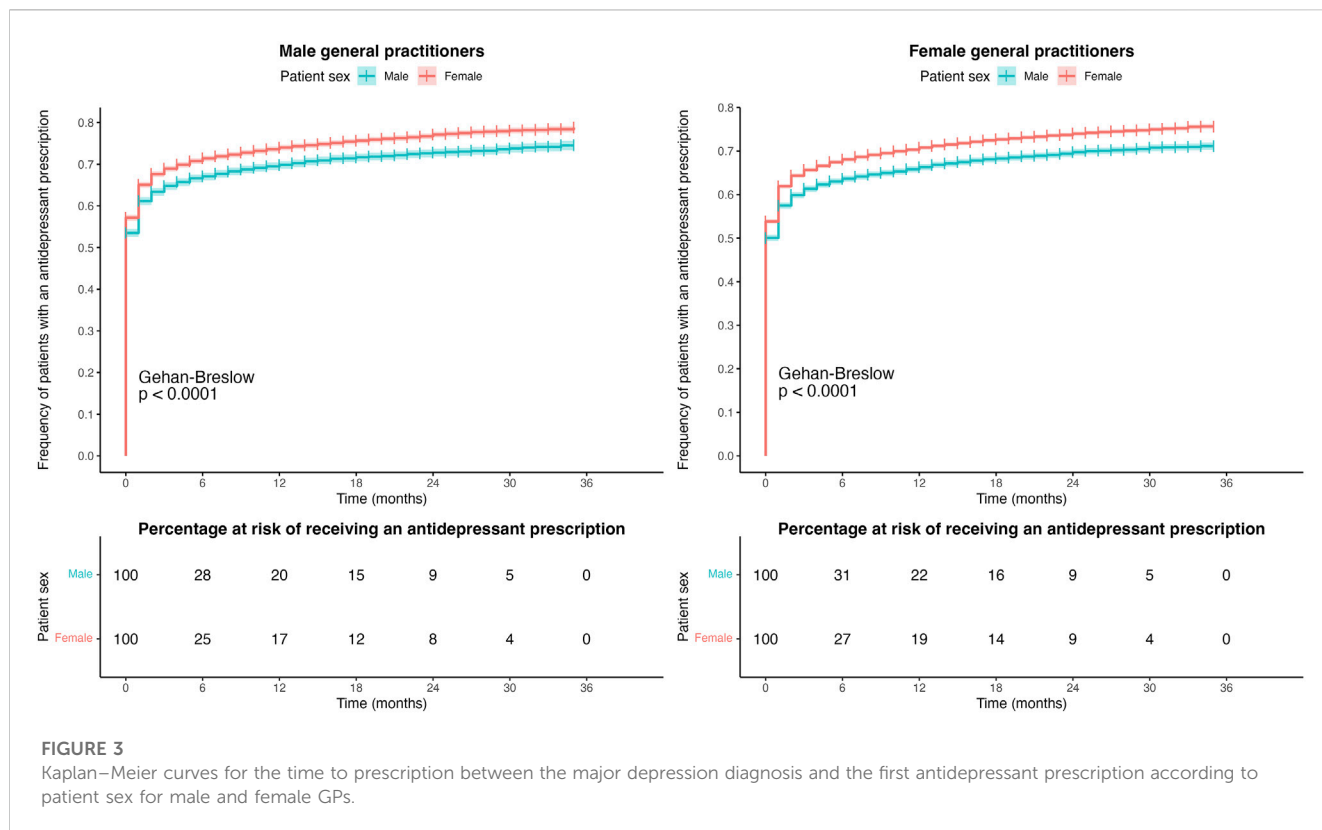 Male general practitioners
Patient sex Male Female
Frequency of patients with an antidepressant prescription
0.8
0.7
0.6
0.5
0.4
0.3
0.2
0.1
0.0
Gehan-Breslow
p < 0.0001
0 6 12 18 24 30 36
Time (months)
Percentage at risk of receiving an antidepressant prescription
Patient sex
Male 100 28 20 15 9 5 0
Female 100 25 17 12 8 4 0
0 6 12 18 24 30 36
Time (months)
Female general practitioners
Patient sex Male Female
Frequency of patients with an antidepressant prescription
0.8
0.7
0.6
0.5
0.4
0.3
0.2
0.1
0.0
Gehan-Breslow
p < 0.0001
0 6 12 18 24 30 36
Time (months)
Percentage at risk of receiving an antidepressant prescription
Patient sex
Male 100 31 22 16 9 5 0
Female 100 27 19 14 9 4 0
0 6 12 18 24 30 36
Time (months)
FIGURE 3
Kaplan–Meier curves for the time to prescription between the major depression diagnosis and the first antidepressant prescription according to
patient sex for male and female GPs.